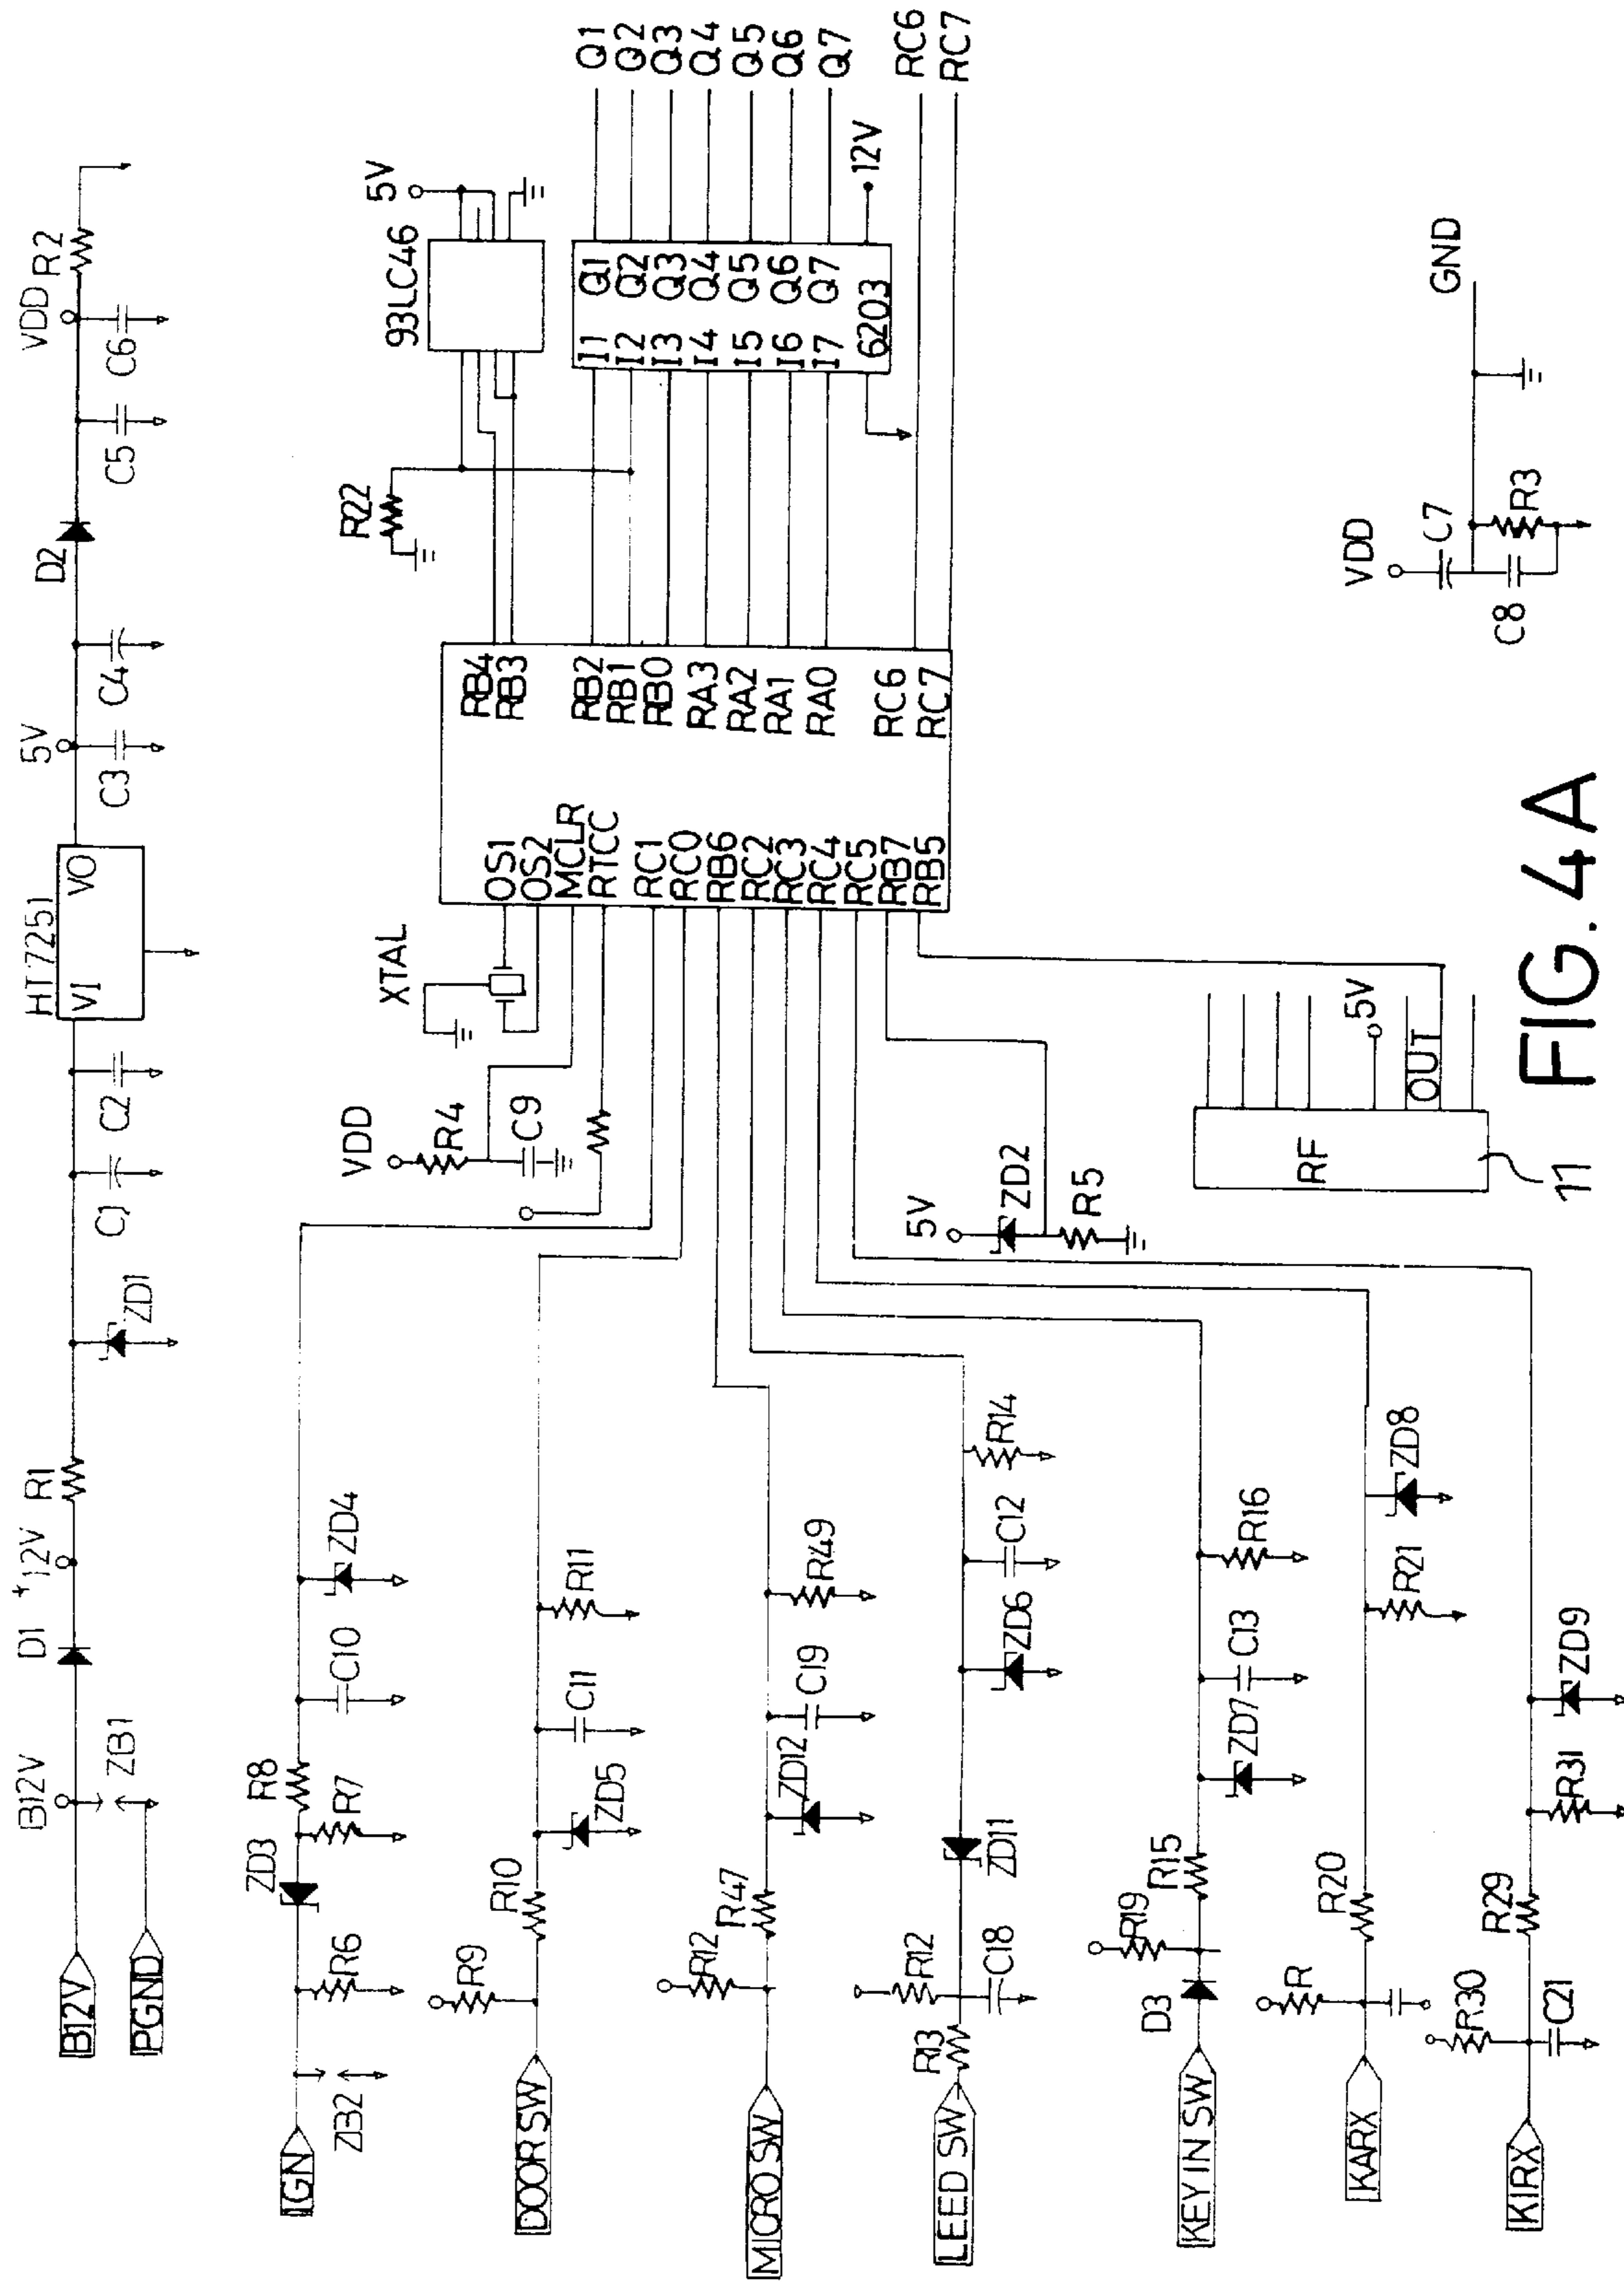 B12V
PGND
B12V
ZB1
D1
+12V
R1
ZD1
C1
C2
HT7251
VI
VO
5V
C3
C4
D2
C5
C6
VDD
R2
IGN
ZB2
R6
ZD3
R7
R8
C10
ZD4
DOOR SW
R9
R10
ZD5
C11
R11
MICRO SW
R12
R47
ZD12
C19
R49
LEED SW
R13
R12
C18
ZD11
ZD6
C12
R14
KEY IN SW
D3
R19
R15
ZD7
C13
R16
KARX
R
R20
R21
ZD8
KIRX
R30
C21
R29
R31
ZD9
VDD
R4
C9
XTAL
5V
ZD2
R5
OS1
OS2
MCLR
RTCC
RC1
RC0
RB6
RC2
RC3
RC4
RC5
RB7
RB5
RB4
RB3
RB2
RB1
RB0
RA3
RA2
RA1
RA0
RC6
RC7
R22
93LC46
5V
I1 Q1
I2 Q2
I3 Q3
I4 Q4
I5 Q5
I6 Q6
I7 Q7
6203
12V
Q1
Q2
Q3
Q4
Q5
Q6
Q7
RC6
RC7
RF
5V
OUT
11
VDD
C7
C8
R3
GND
FIG. 4A